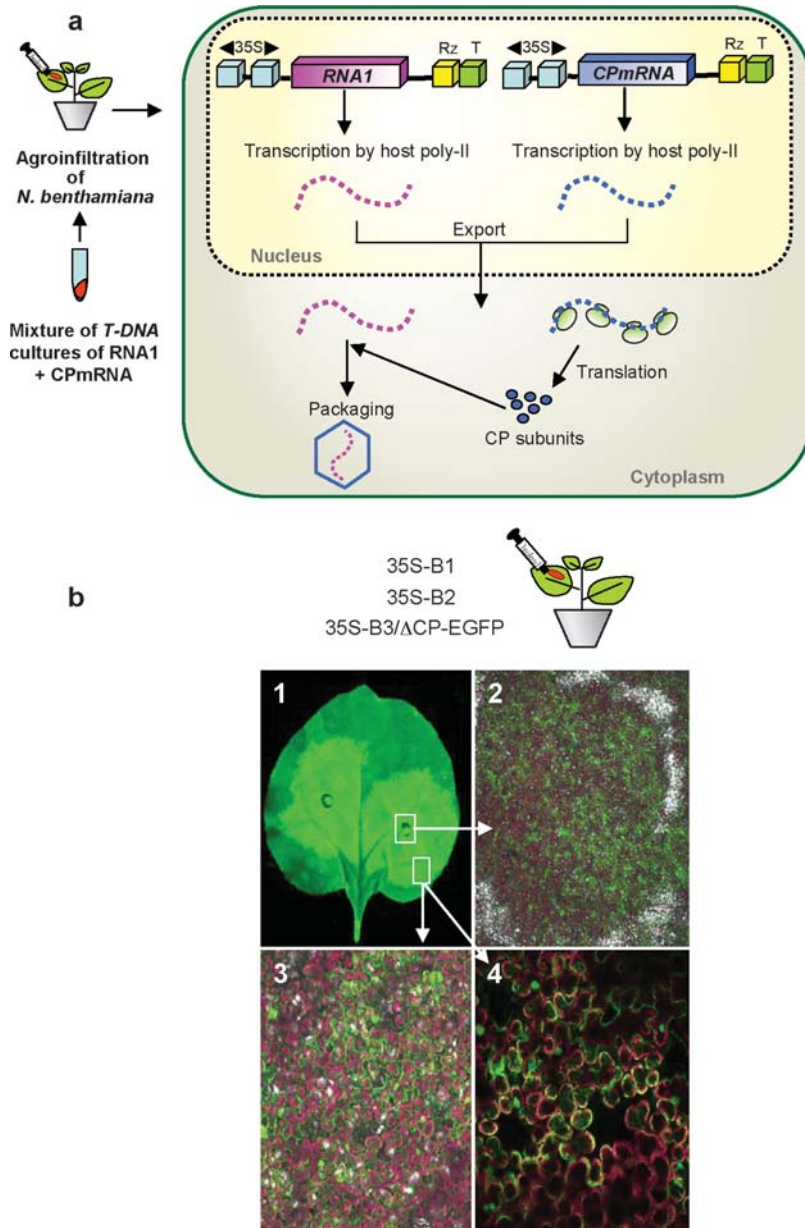 a
◀35S▶
Rz
T
◀35S▶
Rz
T
RNA1
CPmRNA
Transcription by host poly-II
Transcription by host poly-II
Export
Nucleus
Agroinfiltration
of
N. benthamiana
Mixture of T-DNA
cultures of RNA1
+ CPmRNA
Translation
Packaging
CP subunits
Cytoplasm
b
35S-B1
35S-B2
35S-B3/ΔCP-EGFP
1
2
3
4